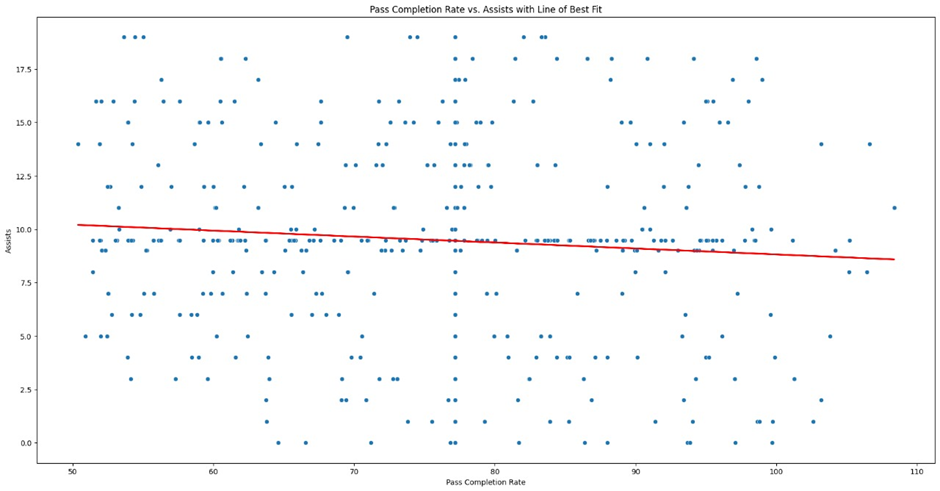 Pass Completion Rate vs. Assists with Line of Best Fit
17.5
15.0
12.5
10.0
7.5
5.0
2.5
0.0
Assists
50 60 70 80 90 100 110
Pass Completion Rate